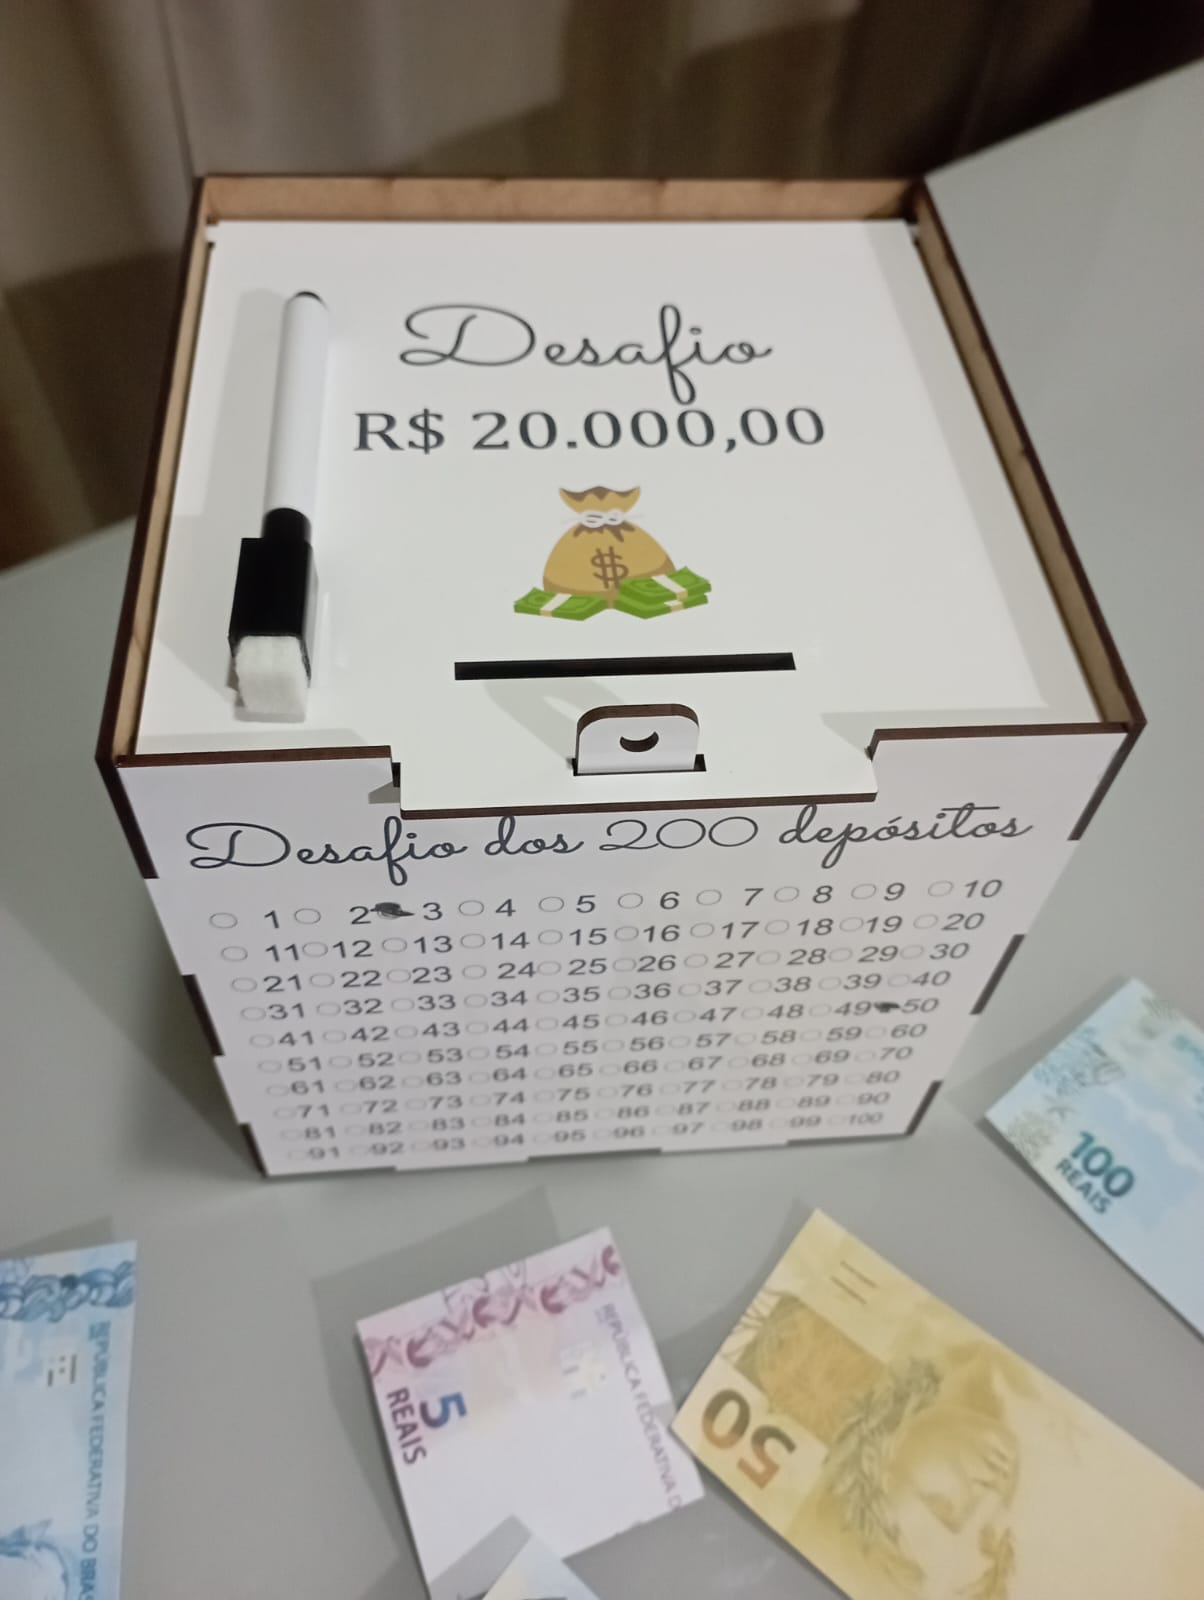 Desafio
R$ 20.000,00
$
Desafio dos 200 depósitos
1 2 3 4 5 6 7 8 9 10
11 12 13 14 15 16 17 18 19 20
21 22 23 24 25 26 27 28 29 30
31 32 33 34 35 36 37 38 39 40
41 42 43 44 45 46 47 48 49 50
51 52 53 54 55 56 57 58 59 60
61 62 63 64 65 66 67 68 69 70
71 72 73 74 75 76 77 78 79 80
81 82 83 84 85 86 87 88 89 90
91 92 93 94 95 96 97 98 99 100
100
REAIS
REPÚBLICA FEDERATIVA DO BRAS
5
REAIS
REPÚBLICA FEDERATIVA D
50